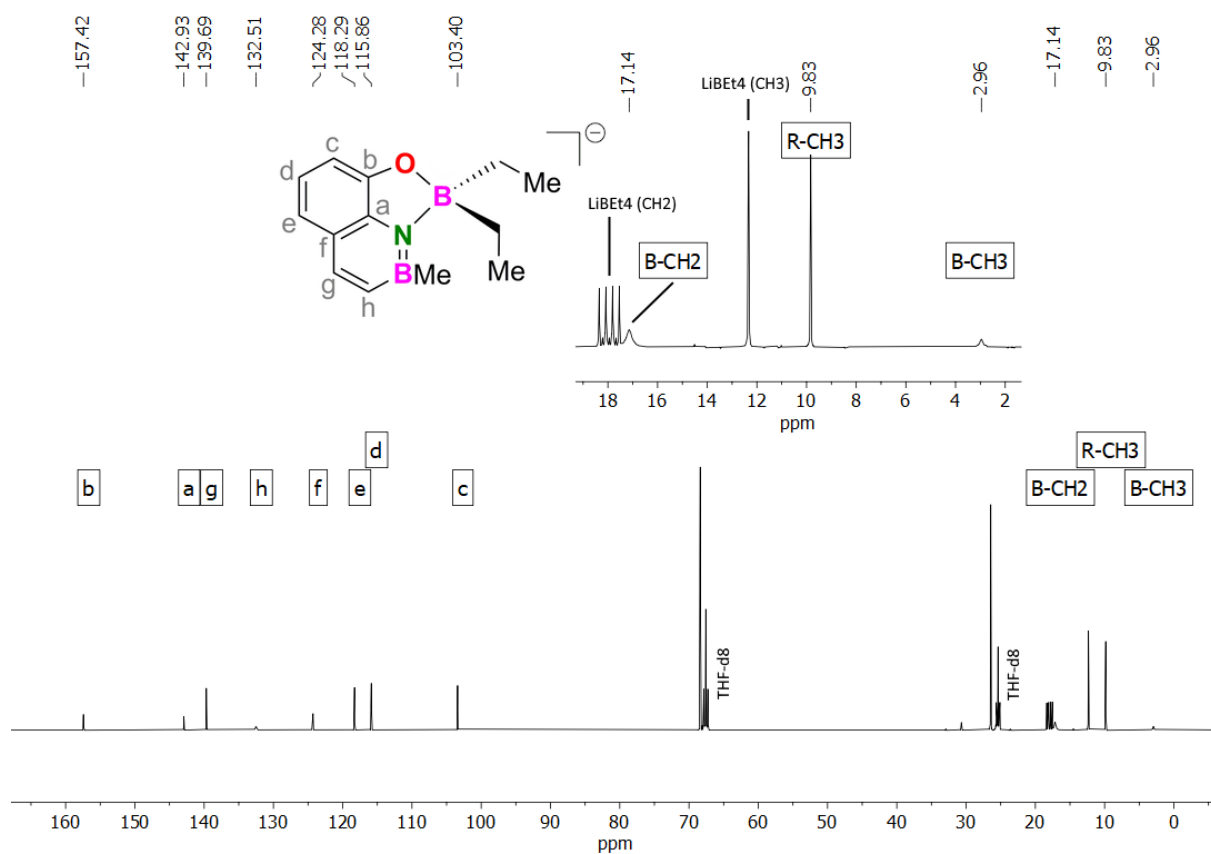 157.42
142.93
139.69
132.51
124.28
118.29
115.86
103.40
17.14
9.83
2.96
17.14
9.83
2.96
LiBEt4 (CH3)
R-CH3
LiBEt4 (CH2)
B-CH2
B-CH3
c
b
O
d
B
Me
a
e
N
f
Me
g
B
Me
h
⊖
18 16 14 12 10 8 6 4 2
ppm
d
R-CH3
b a g h f e c B-CH2 B-CH3
THF-d8
THF-d8
160 150 140 130 120 110 100 90 80 70 60 50 40 30 20 10 0
ppm